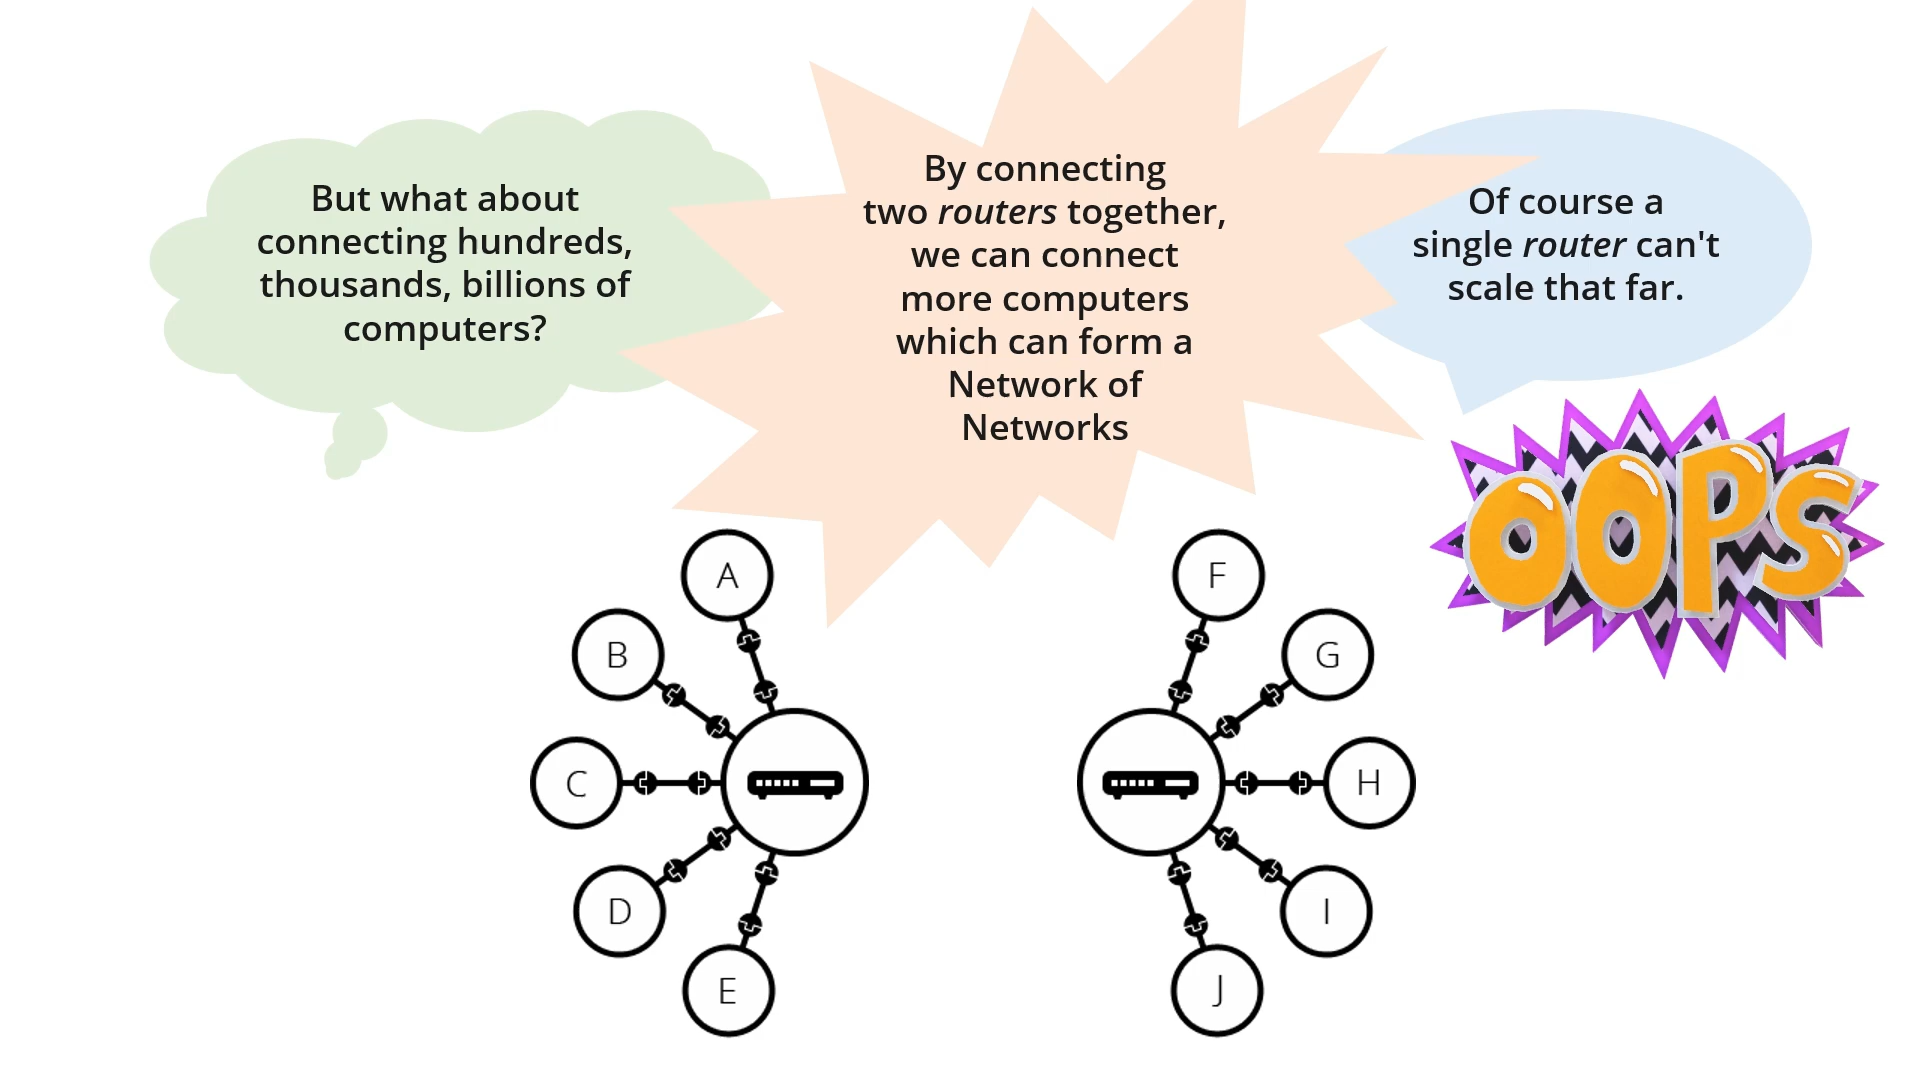 But what about
connecting hundreds,
thousands, billions of
computers?
By connecting
two routers together,
we can connect
more computers
which can form a
Network of
Networks
Of course a
single router can't
scale that far.
OOPS
A
B
C
D
E
F
G
H
I
J